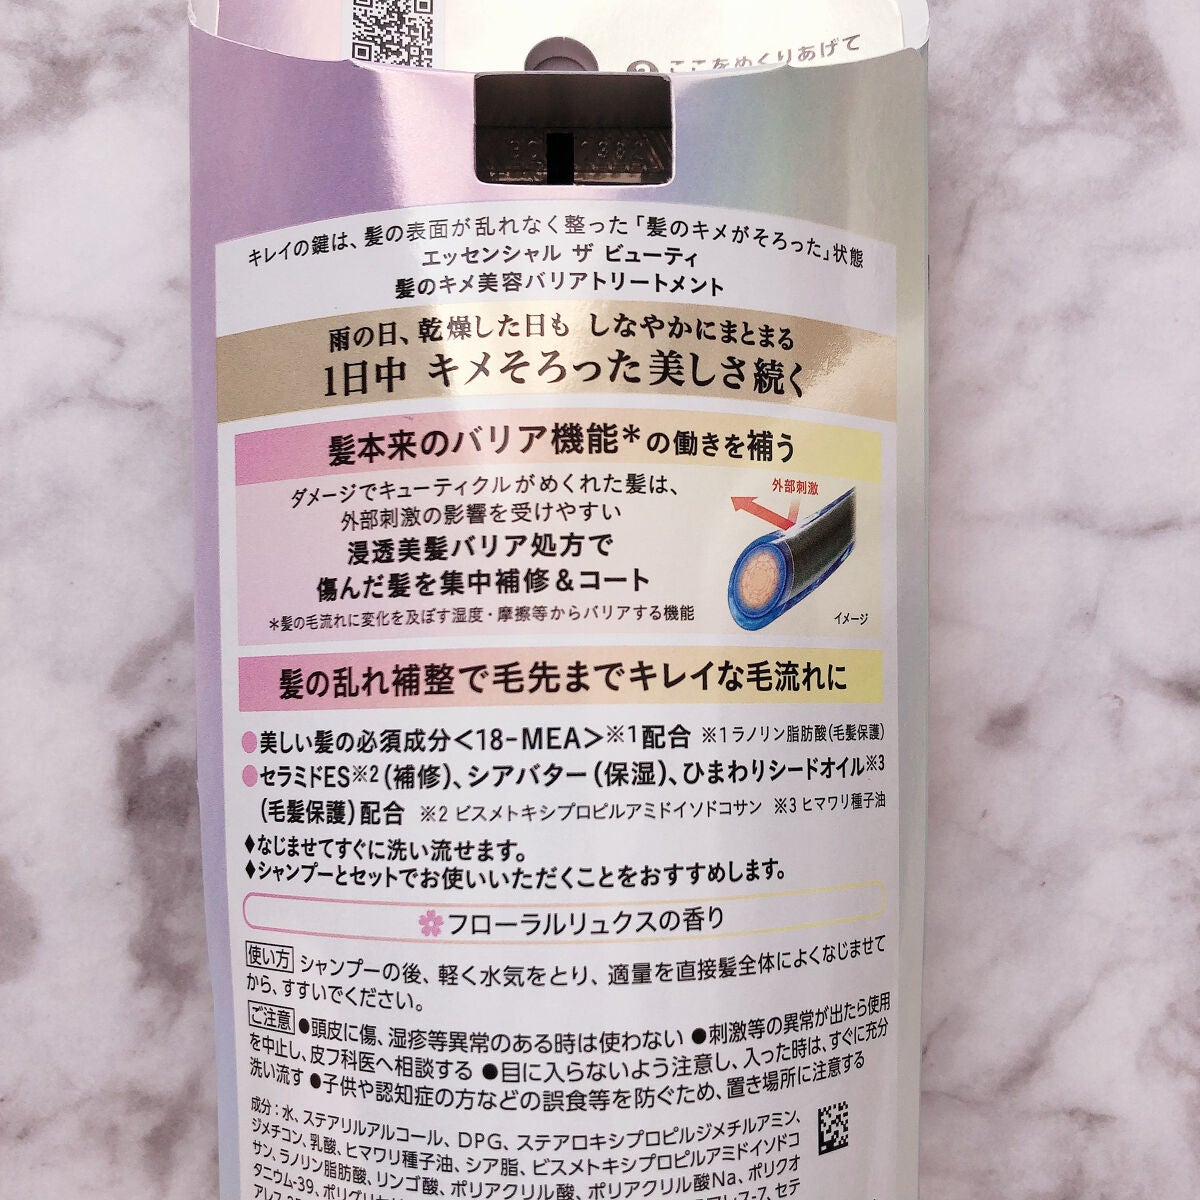 ここをめくりあげて
キレイの鍵は、髪の表面が乱れなく整った「髪のキメがそろった」状態
エッセンシャル ザ ビューティ
髪のキメ美容バリアトリートメント
雨の日、乾燥した日も しなやかにまとまる
1日中 キメそろった美しさ続く
髪本来のバリア機能*の働きを補う
ダメージでキューティクルがめくれた髪は、
外部刺激の影響を受けやすい
浸透美髪バリア処方で
傷んだ髪を集中補修&コート
*髪の毛流れに変化を及ぼす湿度・摩擦等からバリアする機能
外部刺激
イメージ
髪の乱れ補整で毛先までキレイな毛流れに
●美しい髪の必須成分<18-MEA>※1配合 ※1 ラノリン脂肪酸(毛髪保護)
●セラミドES※2(補修)、シアバター(保湿)、ひまわりシードオイル※3
(毛髪保護)配合 ※2 ビスメトキシプロピルアミドイソドコサン ※3 ヒマワリ種子油
♦なじませてすぐに洗い流せます。
♦シャンプーとセットでお使いいただくことをおすすめします。
フローラルリュクスの香り
使い方 シャンプーの後、軽く水気をとり、適量を直接髪全体によくなじませて
から、すすいでください。
ご注意 ●頭皮に傷、湿疹等異常のある時は使わない ●刺激等の異常が出たら使用
を中止し、皮フ科医へ相談する ●目に入らないよう注意し、入った時は、すぐに充分
洗い流す ●子供や認知症の方などの誤食等を防ぐため、置き場所に注意する
成分:水、ステアリルアルコール、DPG、ステアロキシプロピルジメチルアミン、
ジメチコン、乳酸、ヒマワリ種子油、シア脂、ビスメトキシプロピルアミドイソドコ
サン、ラノリン脂肪酸、リンゴ酸、ポリアクリル酸、ポリアクリル酸Na、ポリクオ
タニウム-39、